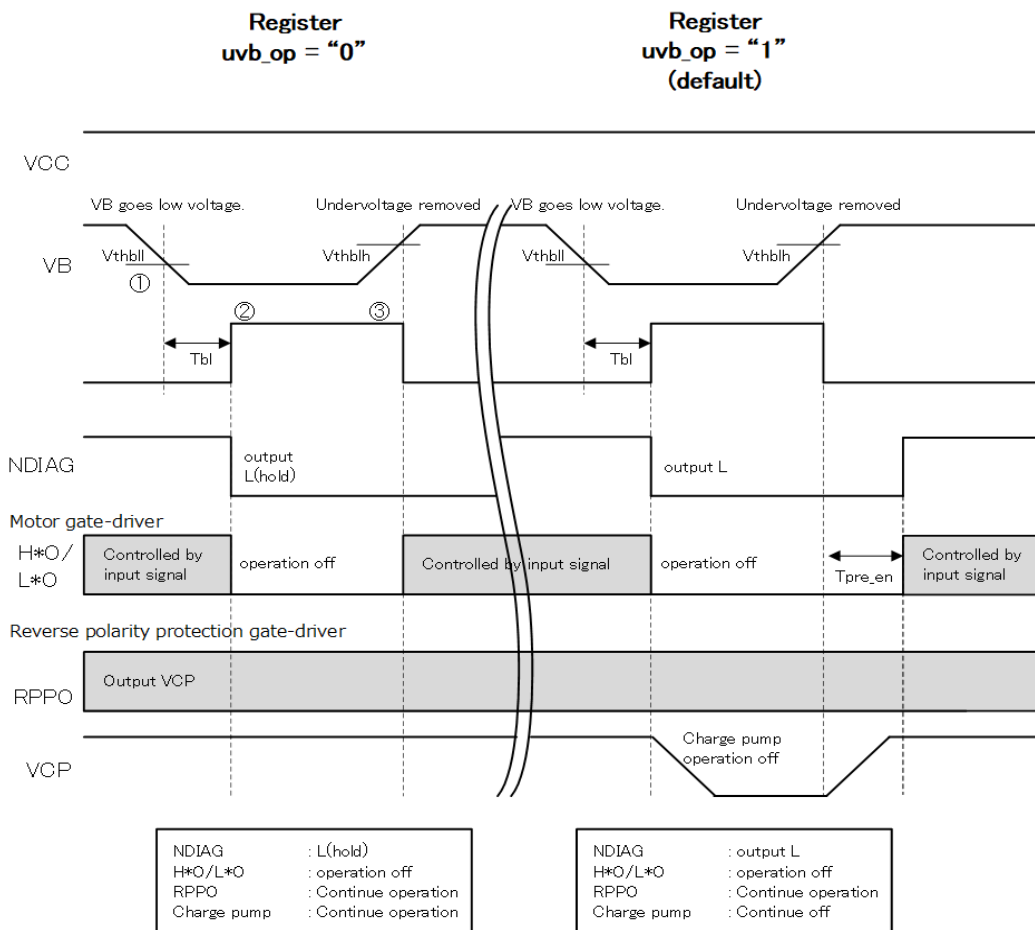 Register
uvb_op = “0”
Register
uvb_op = “1”
(default)
VCC
VB goes low voltage.
Undervoltage removed
VB goes low voltage.
Undervoltage removed
VB
Vthbll
Vthblh
Vthbll
Vthblh
①
②
③
Tbl
Tbl
NDIAG
output
L(hold)
output L
Motor gate-driver
H*O/
L*O
Controlled by
input signal
operation off
Controlled by input signal
operation off
Tpre_en
Controlled by
input signal
Reverse polarity protection gate-driver
RPPO
Output VCP
VCP
Charge pump
operation off
NDIAG : L(hold)
H*O/L*O : operation off
RPPO : Continue operation
Charge pump : Continue operation
NDIAG : output L
H*O/L*O : operation off
RPPO : Continue operation
Charge pump : Continue off